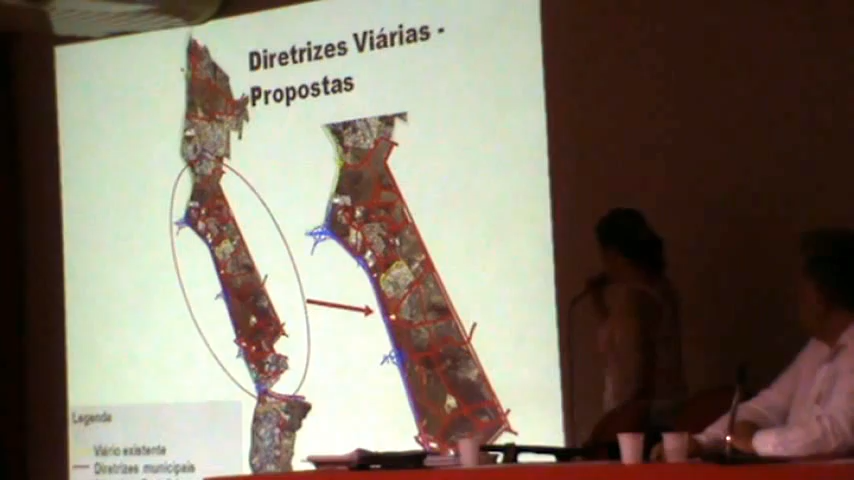 Diretrizes Viárias -
Propostas
Legenda
Viário existente
Diretrizes municipais